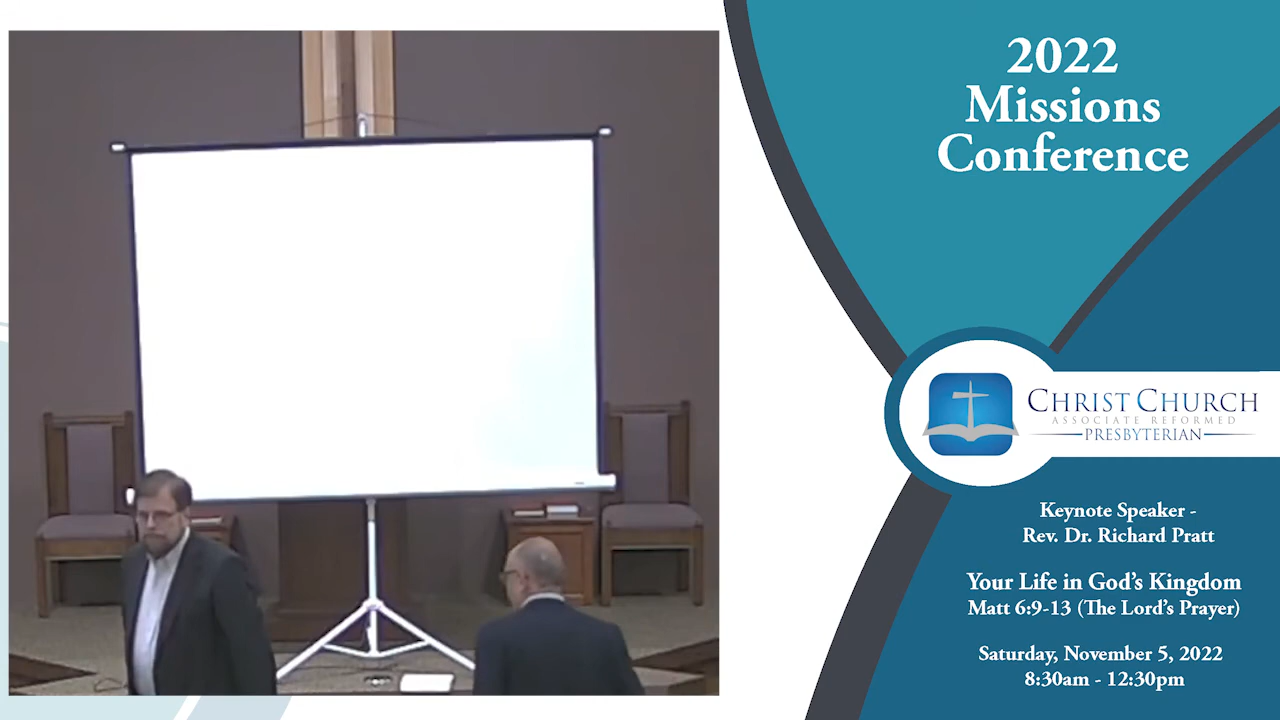 2022
Missions
Conference
CHRIST CHURCH
ASSOCIATE REFORMED
PRESBYTERIAN
Keynote Speaker -
Rev. Dr. Richard Pratt
Your Life in God's Kingdom
Matt 6:9-13 (The Lord's Prayer)
Saturday, November 5, 2022
8:30am - 12:30pm